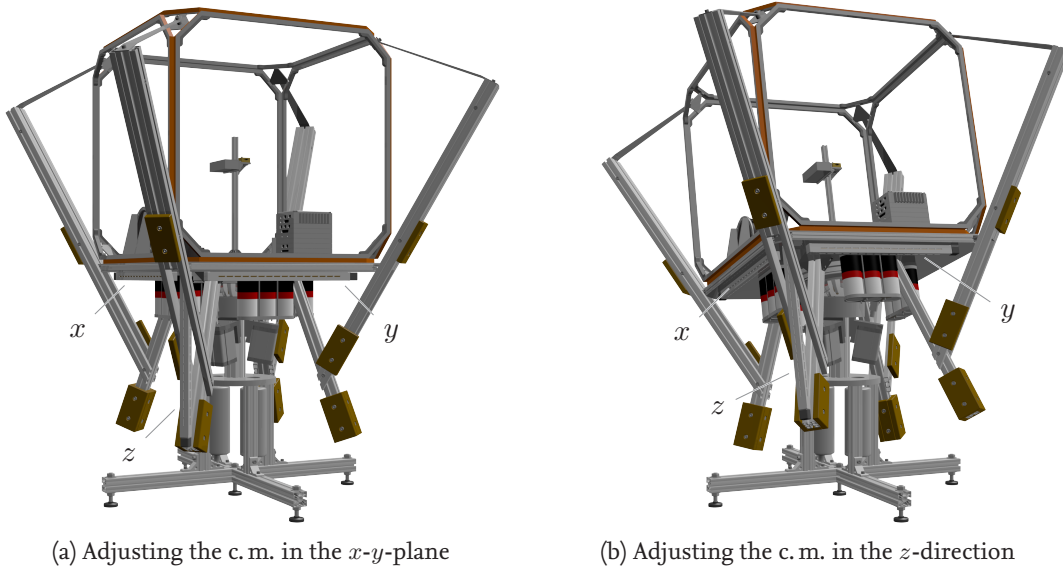 x
y
z
x
y
z
(a) Adjusting the c. m. in the x-y-plane
(b) Adjusting the c. m. in the z-direction